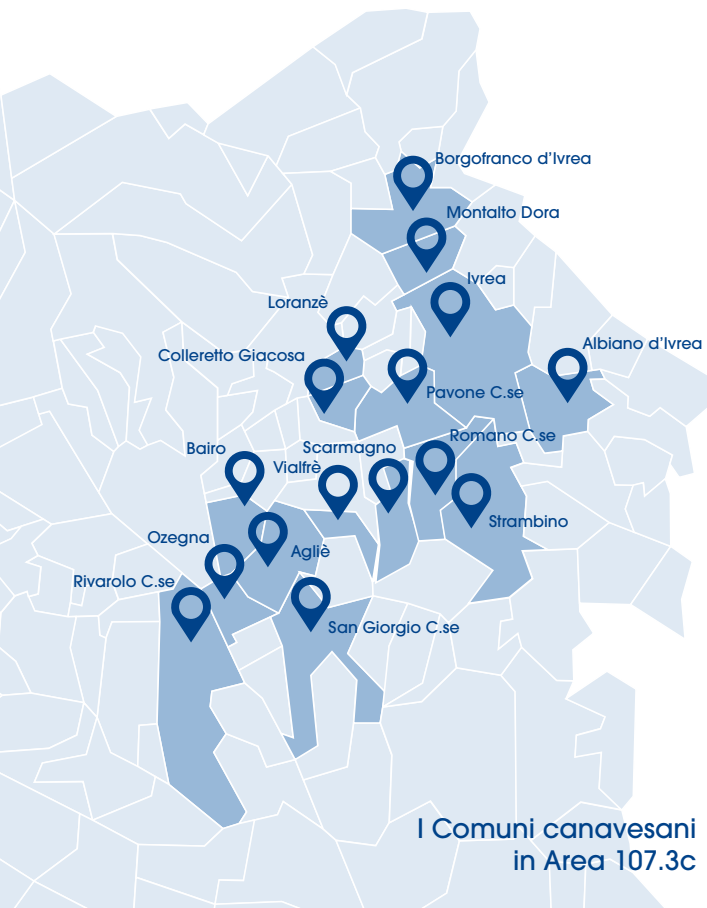 Borgofranco d'Ivrea
Montalto Dora
Ivrea
Loranzè
Albiano d'Ivrea
Colleretto Giacosa
Pavone C.se
Romano C.se
Scarmagno
Bairo
Vialfrè
Strambino
Ozegna
Agliè
Rivarolo C.se
San Giorgio C.se
I Comuni canavesani
in Area 107.3c